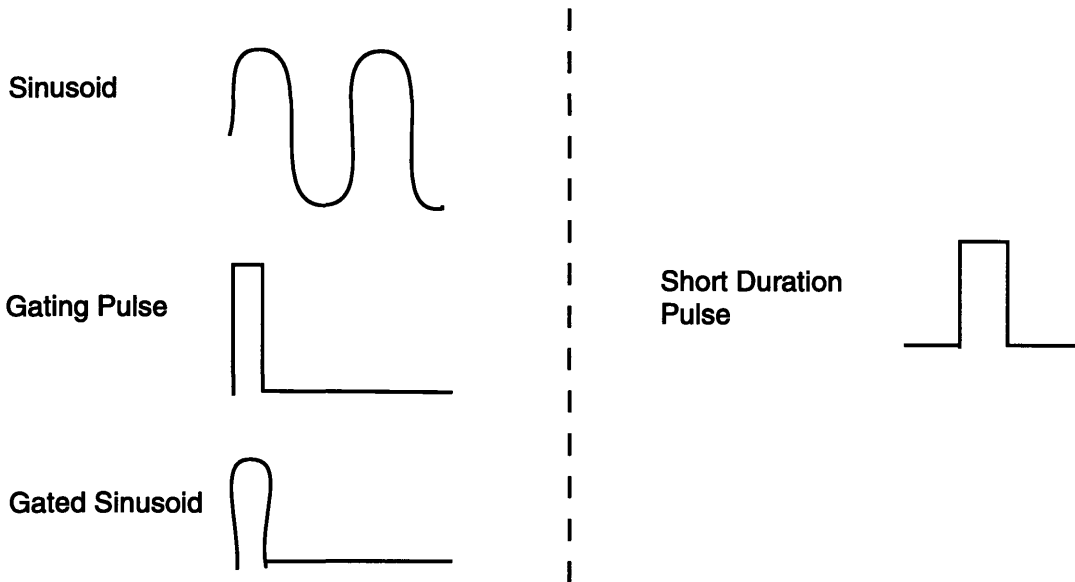 Sinusoid
Gating Pulse
Gated Sinusoid
Short Duration
Pulse